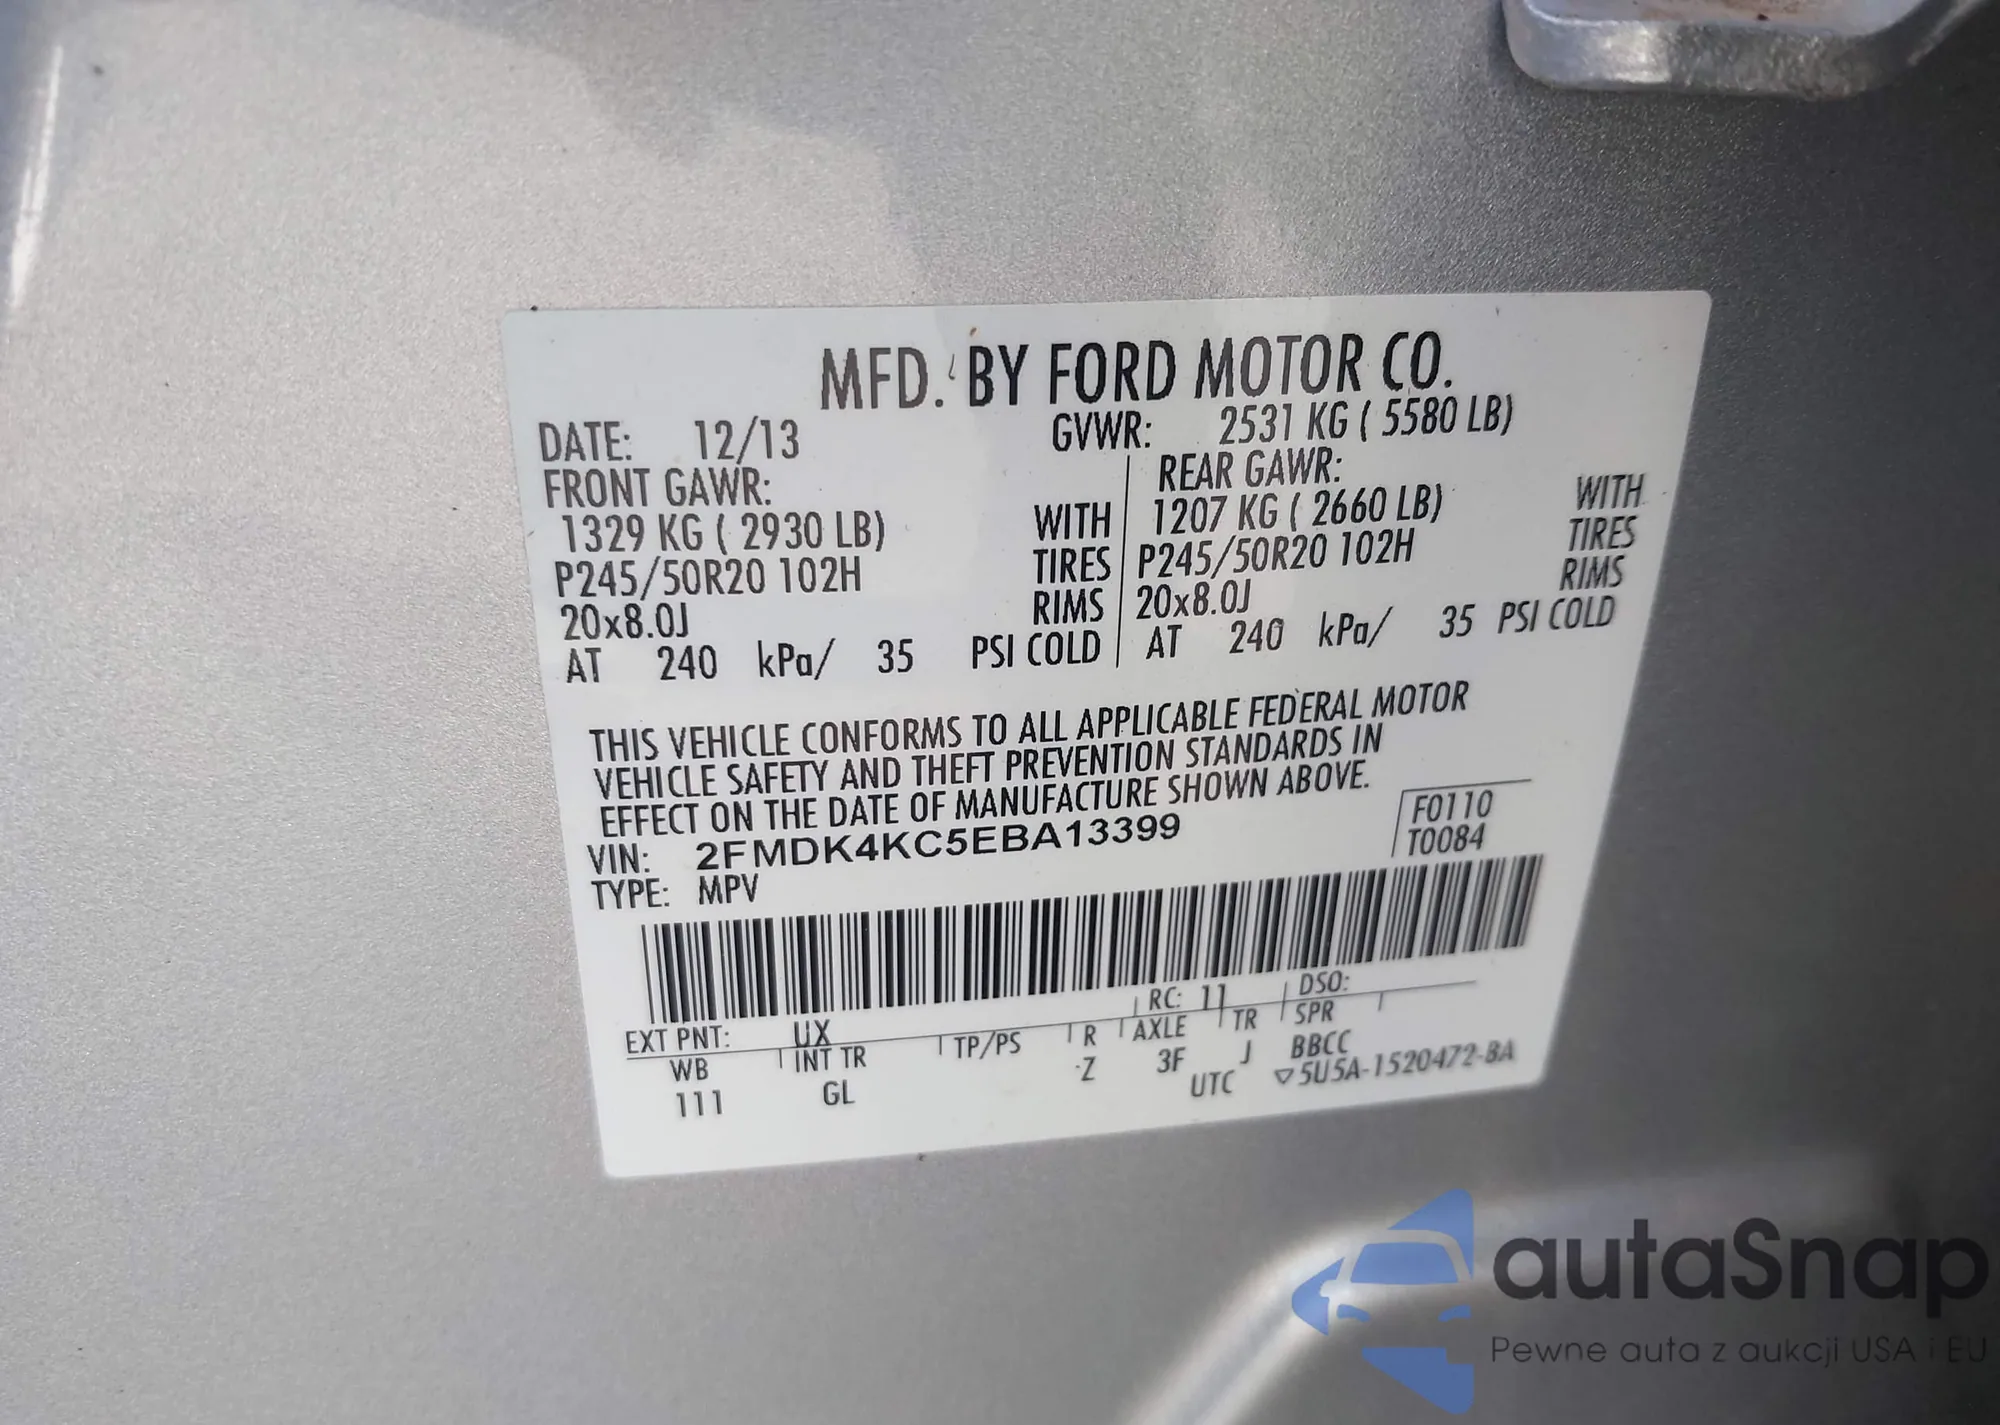 MFD. BY FORD MOTOR CO.
DATE: 12/13 GVWR: 2531 KG ( 5580 LB)
FRONT GAWR: REAR GAWR:
1329 KG ( 2930 LB) WITH 1207 KG ( 2660 LB) WITH
P245/50R20 102H TIRES P245/50R20 102H TIRES
20x8.0J RIMS 20x8.0J RIMS
AT 240 kPa/ 35 PSI COLD AT 240 kPa/ 35 PSI COLD
THIS VEHICLE CONFORMS TO ALL APPLICABLE FEDERAL MOTOR
VEHICLE SAFETY AND THEFT PREVENTION STANDARDS IN
EFFECT ON THE DATE OF MANUFACTURE SHOWN ABOVE.
VIN: 2FMDK4KC5EBA13399 F0110
TYPE: MPV T0084
EXT PNT: UX RC: 11 DSO:
WB INT TR TP/PS R AXLE TR SPR
111 GL Z 3F J BBCC
UTC ▽5U5A-1520472-BA
autaSnap
Pewne auta z aukcji USA i EU